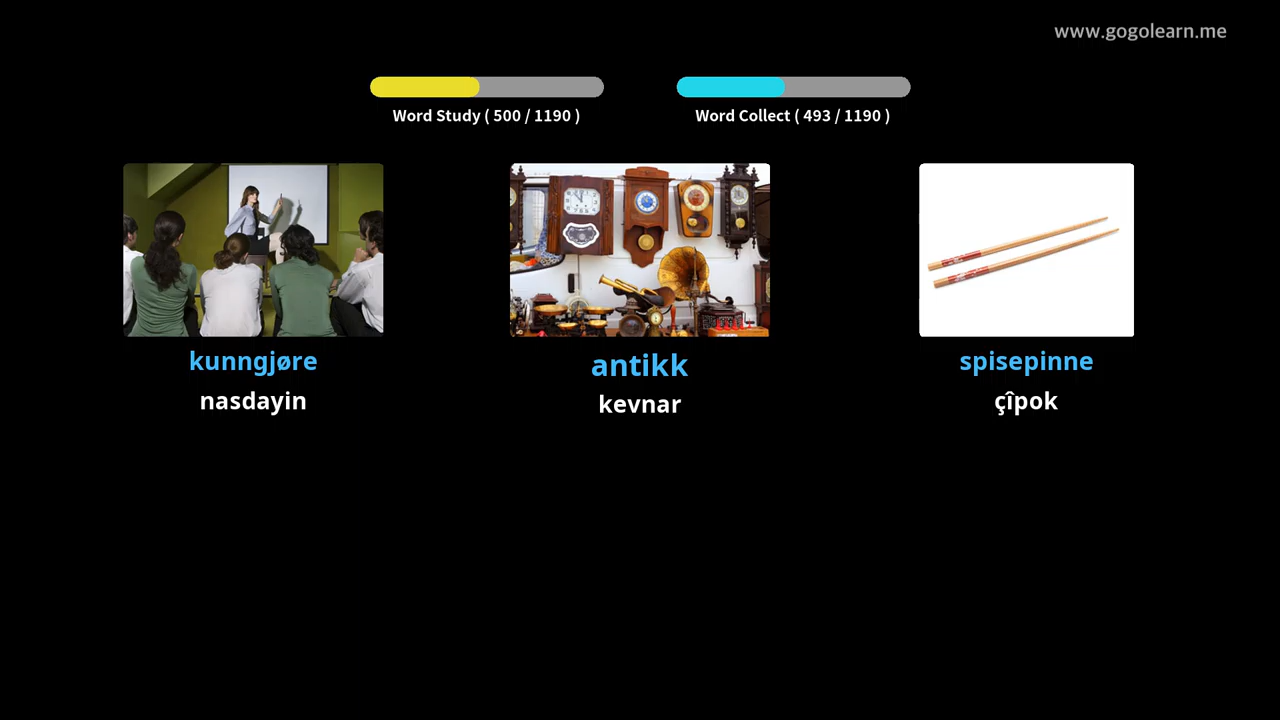 www.gogolearn.me
Word Study ( 500 / 1190 )
Word Collect ( 493 / 1190 )
kunngjøre
nasdayin
antikk
kevnar
spisepinne
çîpok